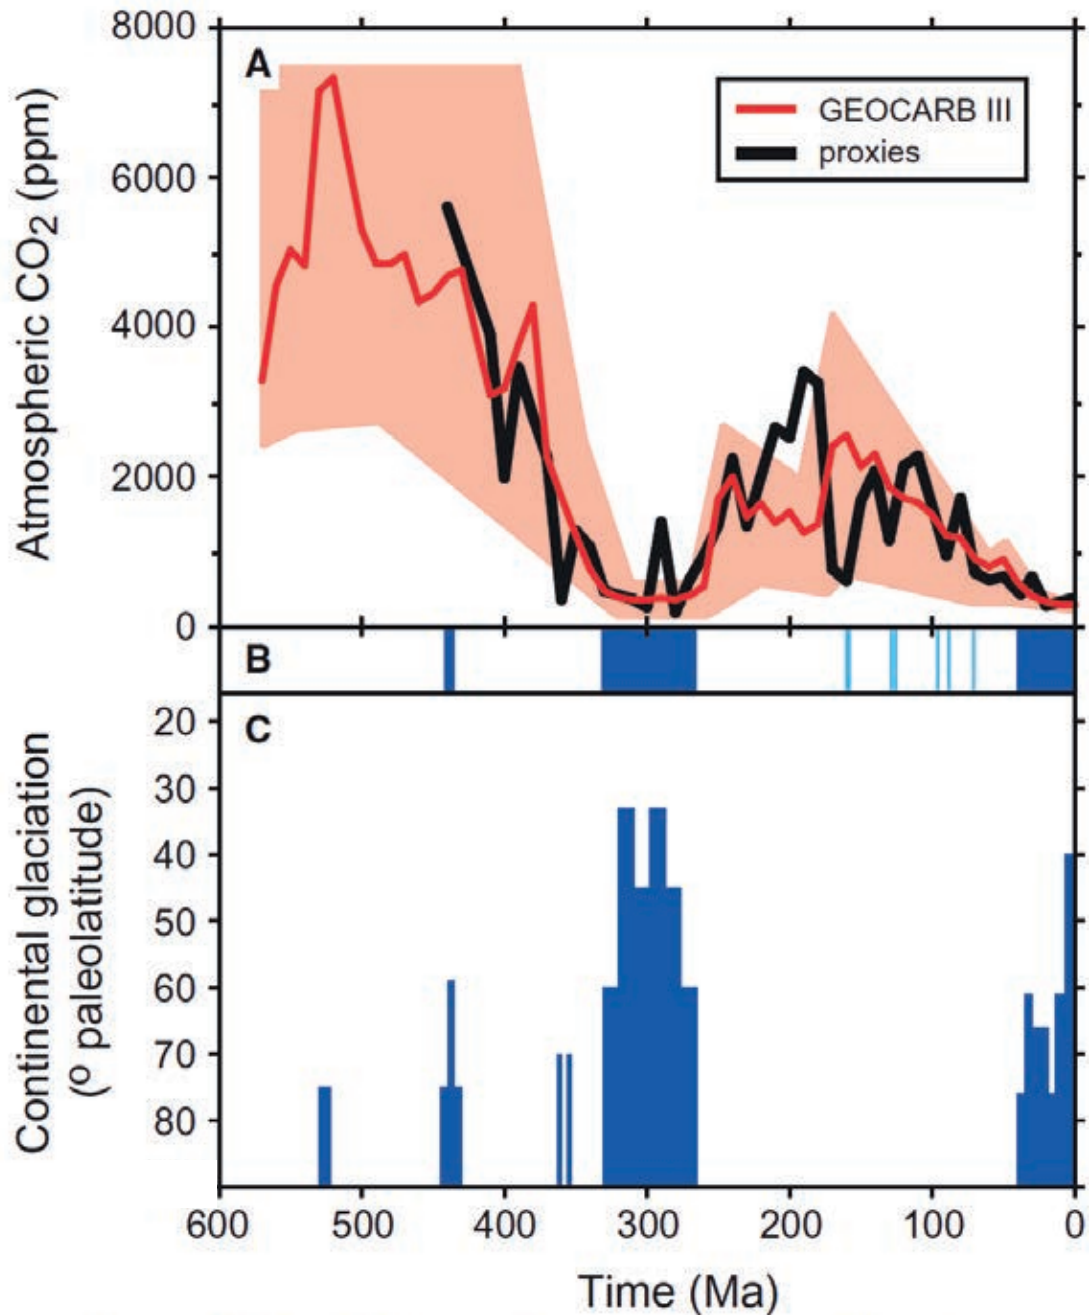 8000
A
GEOCARB III
proxies
6000
4000
2000
0
Atmospheric CO2 (ppm)
B
C
20
30
40
50
60
70
80
Continental glaciation
(º paleolatitude)
600 500 400 300 200 100 0
Time (Ma)